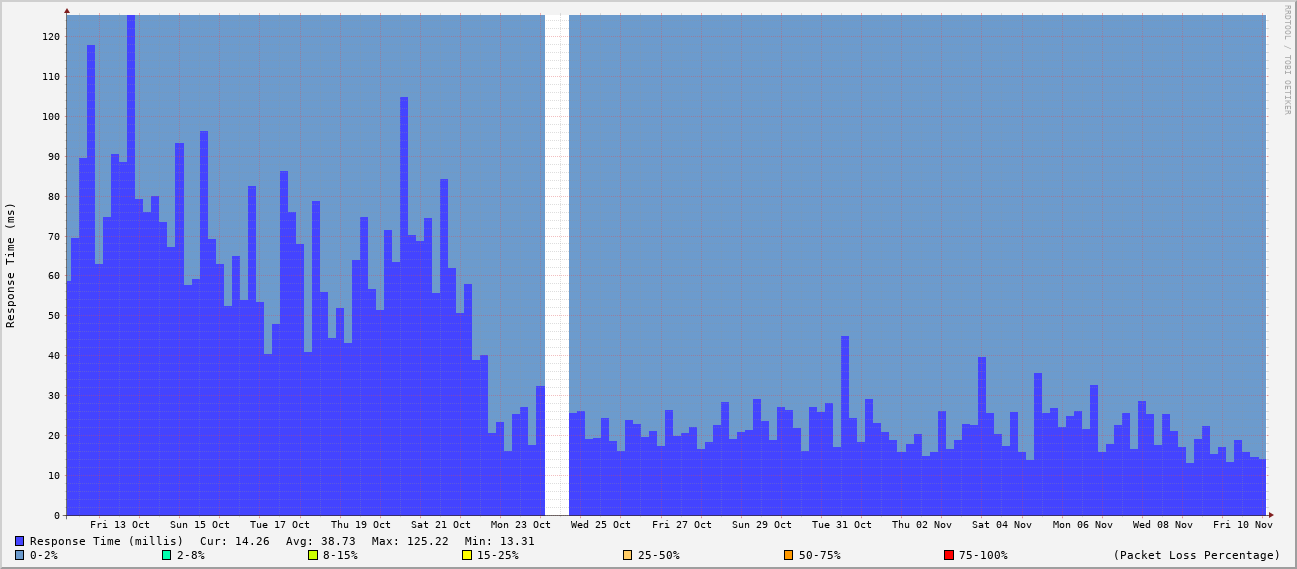 RRDTOOL / TOBI OETIKER
Response Time (ms)
120
110
100
90
80
70
60
50
40
30
20
10
0
Fri 13 Oct Sun 15 Oct Tue 17 Oct Thu 19 Oct Sat 21 Oct Mon 23 Oct Wed 25 Oct Fri 27 Oct Sun 29 Oct Tue 31 Oct Thu 02 Nov Sat 04 Nov Mon 06 Nov Wed 08 Nov Fri 10 Nov
Response Time (millis) Cur: 14.26 Avg: 38.73 Max: 125.22 Min: 13.31
0-2% 2-8% 8-15% 15-25% 25-50% 50-75% 75-100% (Packet Loss Percentage)